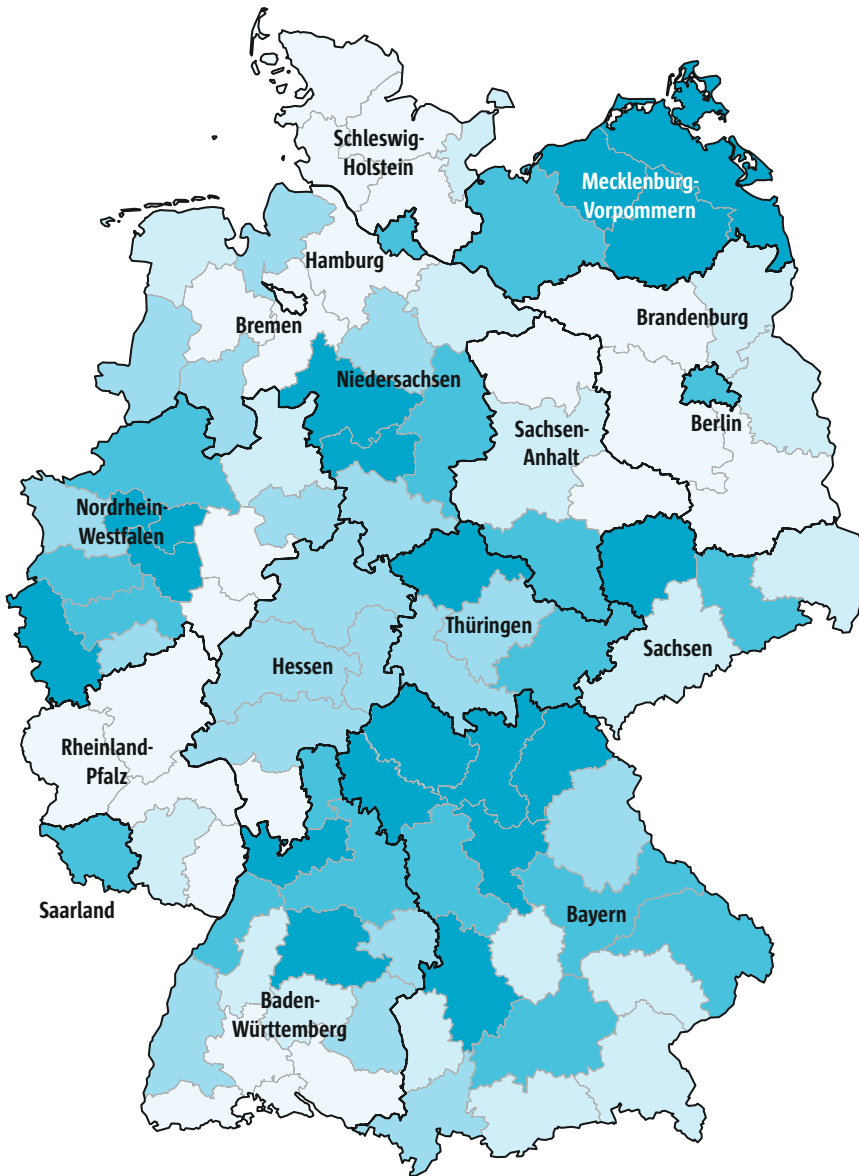 Schleswig-
Holstein
Mecklenburg-
Vorpommern
Hamburg
Bremen
Brandenburg
Niedersachsen
Berlin
Sachsen-
Anhalt
Nordrhein-
Westfalen
Thüringen
Sachsen
Hessen
Rheinland-
Pfalz
Saarland
Bayern
Baden-
Württemberg